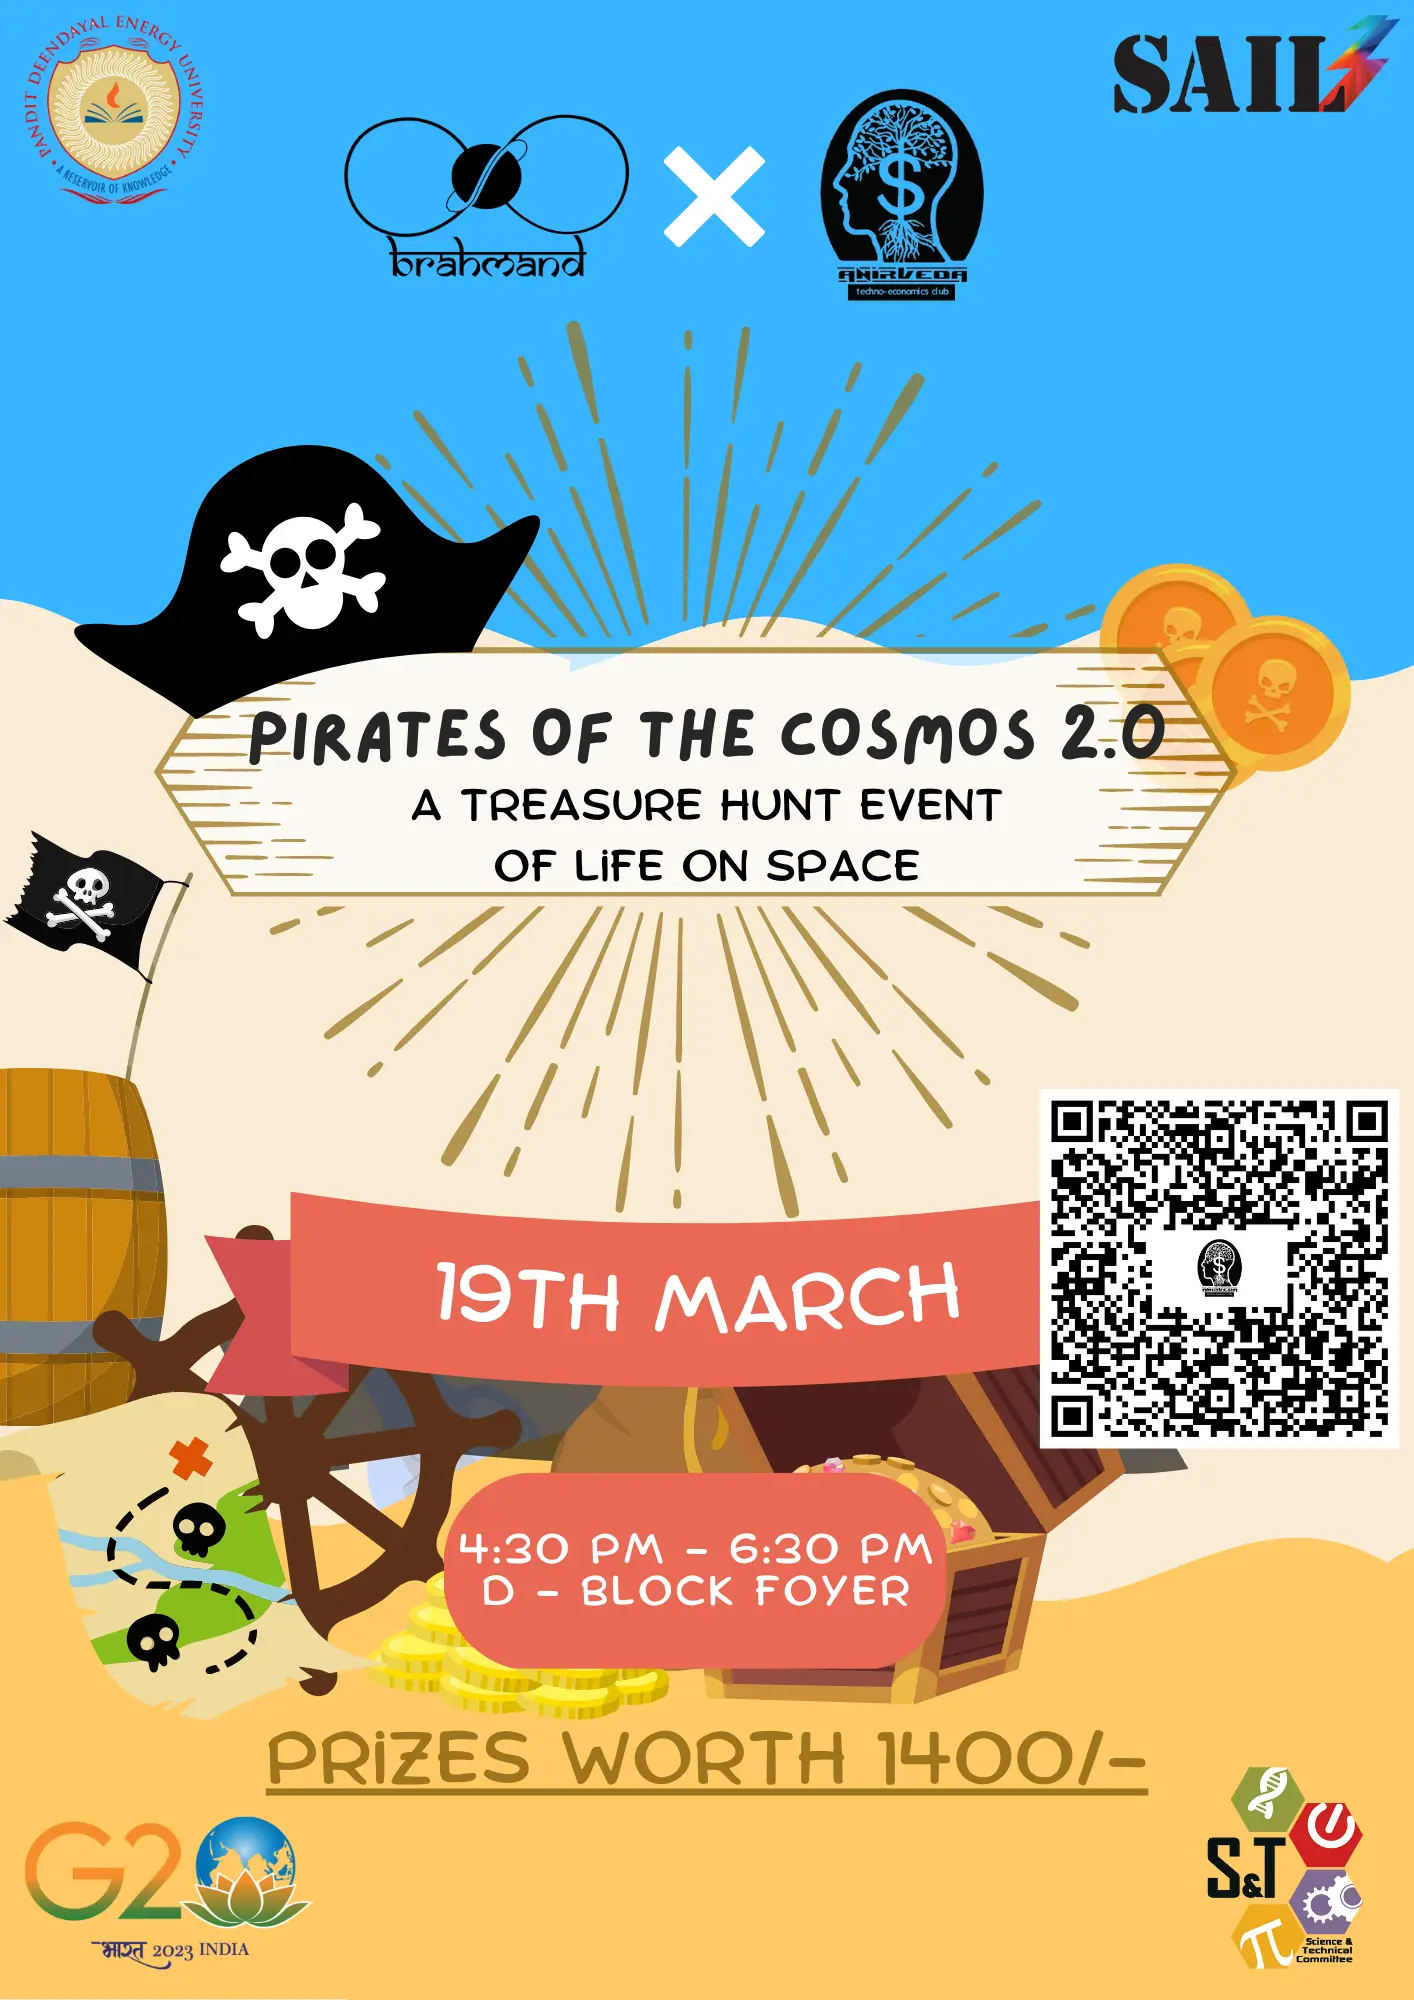 PANDIT DEENDAYAL ENERGY UNIVERSITY
A RESERVOIR OF KNOWLEDGE
SAIL
brahmand
ANIRVEDA
techno-economics club
PIRATES OF THE COSMOS 2.0
A TREASURE HUNT EVENT
OF LiFE ON SPACE
19TH MARCH
4:30 PM - 6:30 PM
D - BLOCK FOYER
PRiZES WORTH 1400/-
G20
भारत 2023 INDIA
S&T
Science &
Technical
Committee